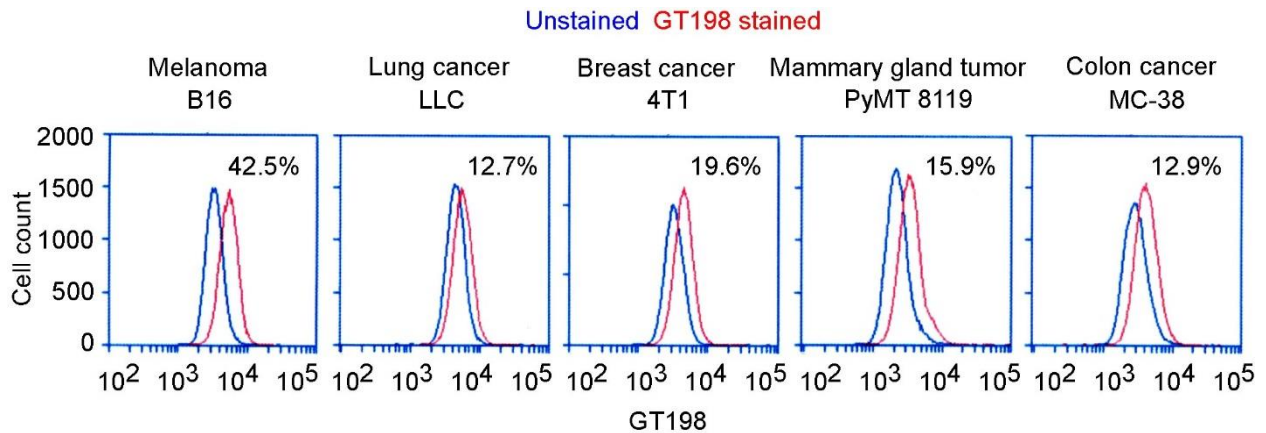 Unstained GT198 stained
Melanoma
B16
Lung cancer
LLC
Breast cancer
4T1
Mammary gland tumor
PyMT 8119
Colon cancer
MC-38
Cell count
2000
1500
1000
500
0
42.5%
12.7%
19.6%
15.9%
12.9%
10² 10³ 10⁴ 10⁵
10² 10³ 10⁴ 10⁵
10² 10³ 10⁴ 10⁵
10² 10³ 10⁴ 10⁵
10² 10³ 10⁴ 10⁵
GT198